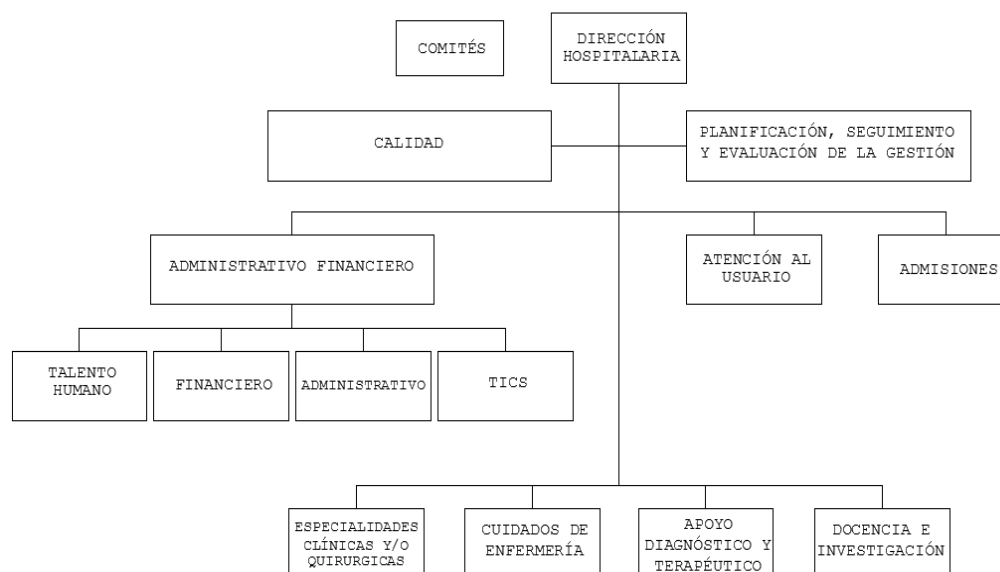 COMITÉS
DIRECCIÓN
HOSPITALARIA
CALIDAD
PLANIFICACIÓN, SEGUIMIENTO
Y EVALUACIÓN DE LA GESTIÓN
ADMINISTRATIVO FINANCIERO
ATENCIÓN AL
USUARIO
ADMISIONES
TALENTO
HUMANO
FINANCIERO
ADMINISTRATIVO
TICS
ESPECIALIDADES
CLÍNICAS Y/O
QUIRURGICAS
CUIDADOS DE
ENFERMERÍA
APOYO
DIAGNÓSTICO Y
TERAPÉUTICO
DOCENCIA E
INVESTIGACIÓN